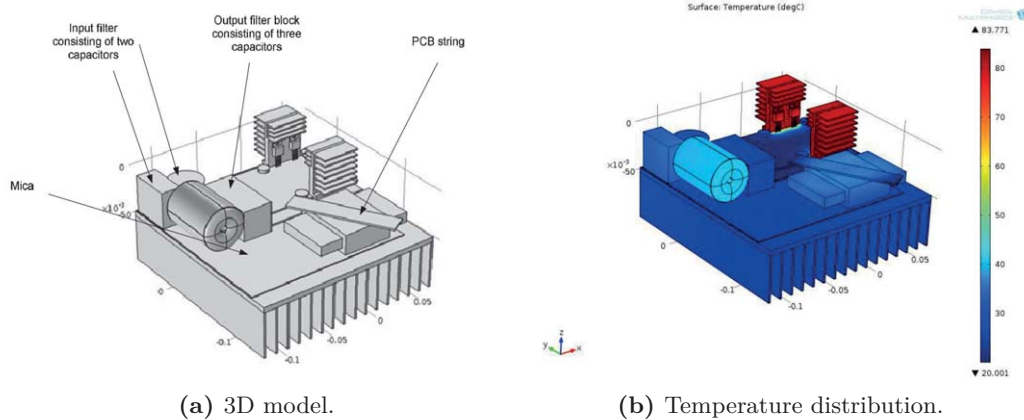 Input filter
consisting of two
capacitors
Output filter block
consisting of three
capacitors
PCB string
Mica
0
×10⁻³
-50
0
-0.1
-0.1
-0.05
0
0.05
(a) 3D model.
Surface: Temperature (degC)
COMSOL
MULTIPHYSICS
▲ 83.771
80
70
60
50
40
30
▼ 20.001
0
×10⁻³
-50
0
-0.1
-0.1
-0.05
0
0.05
y
z
x
(b) Temperature distribution.